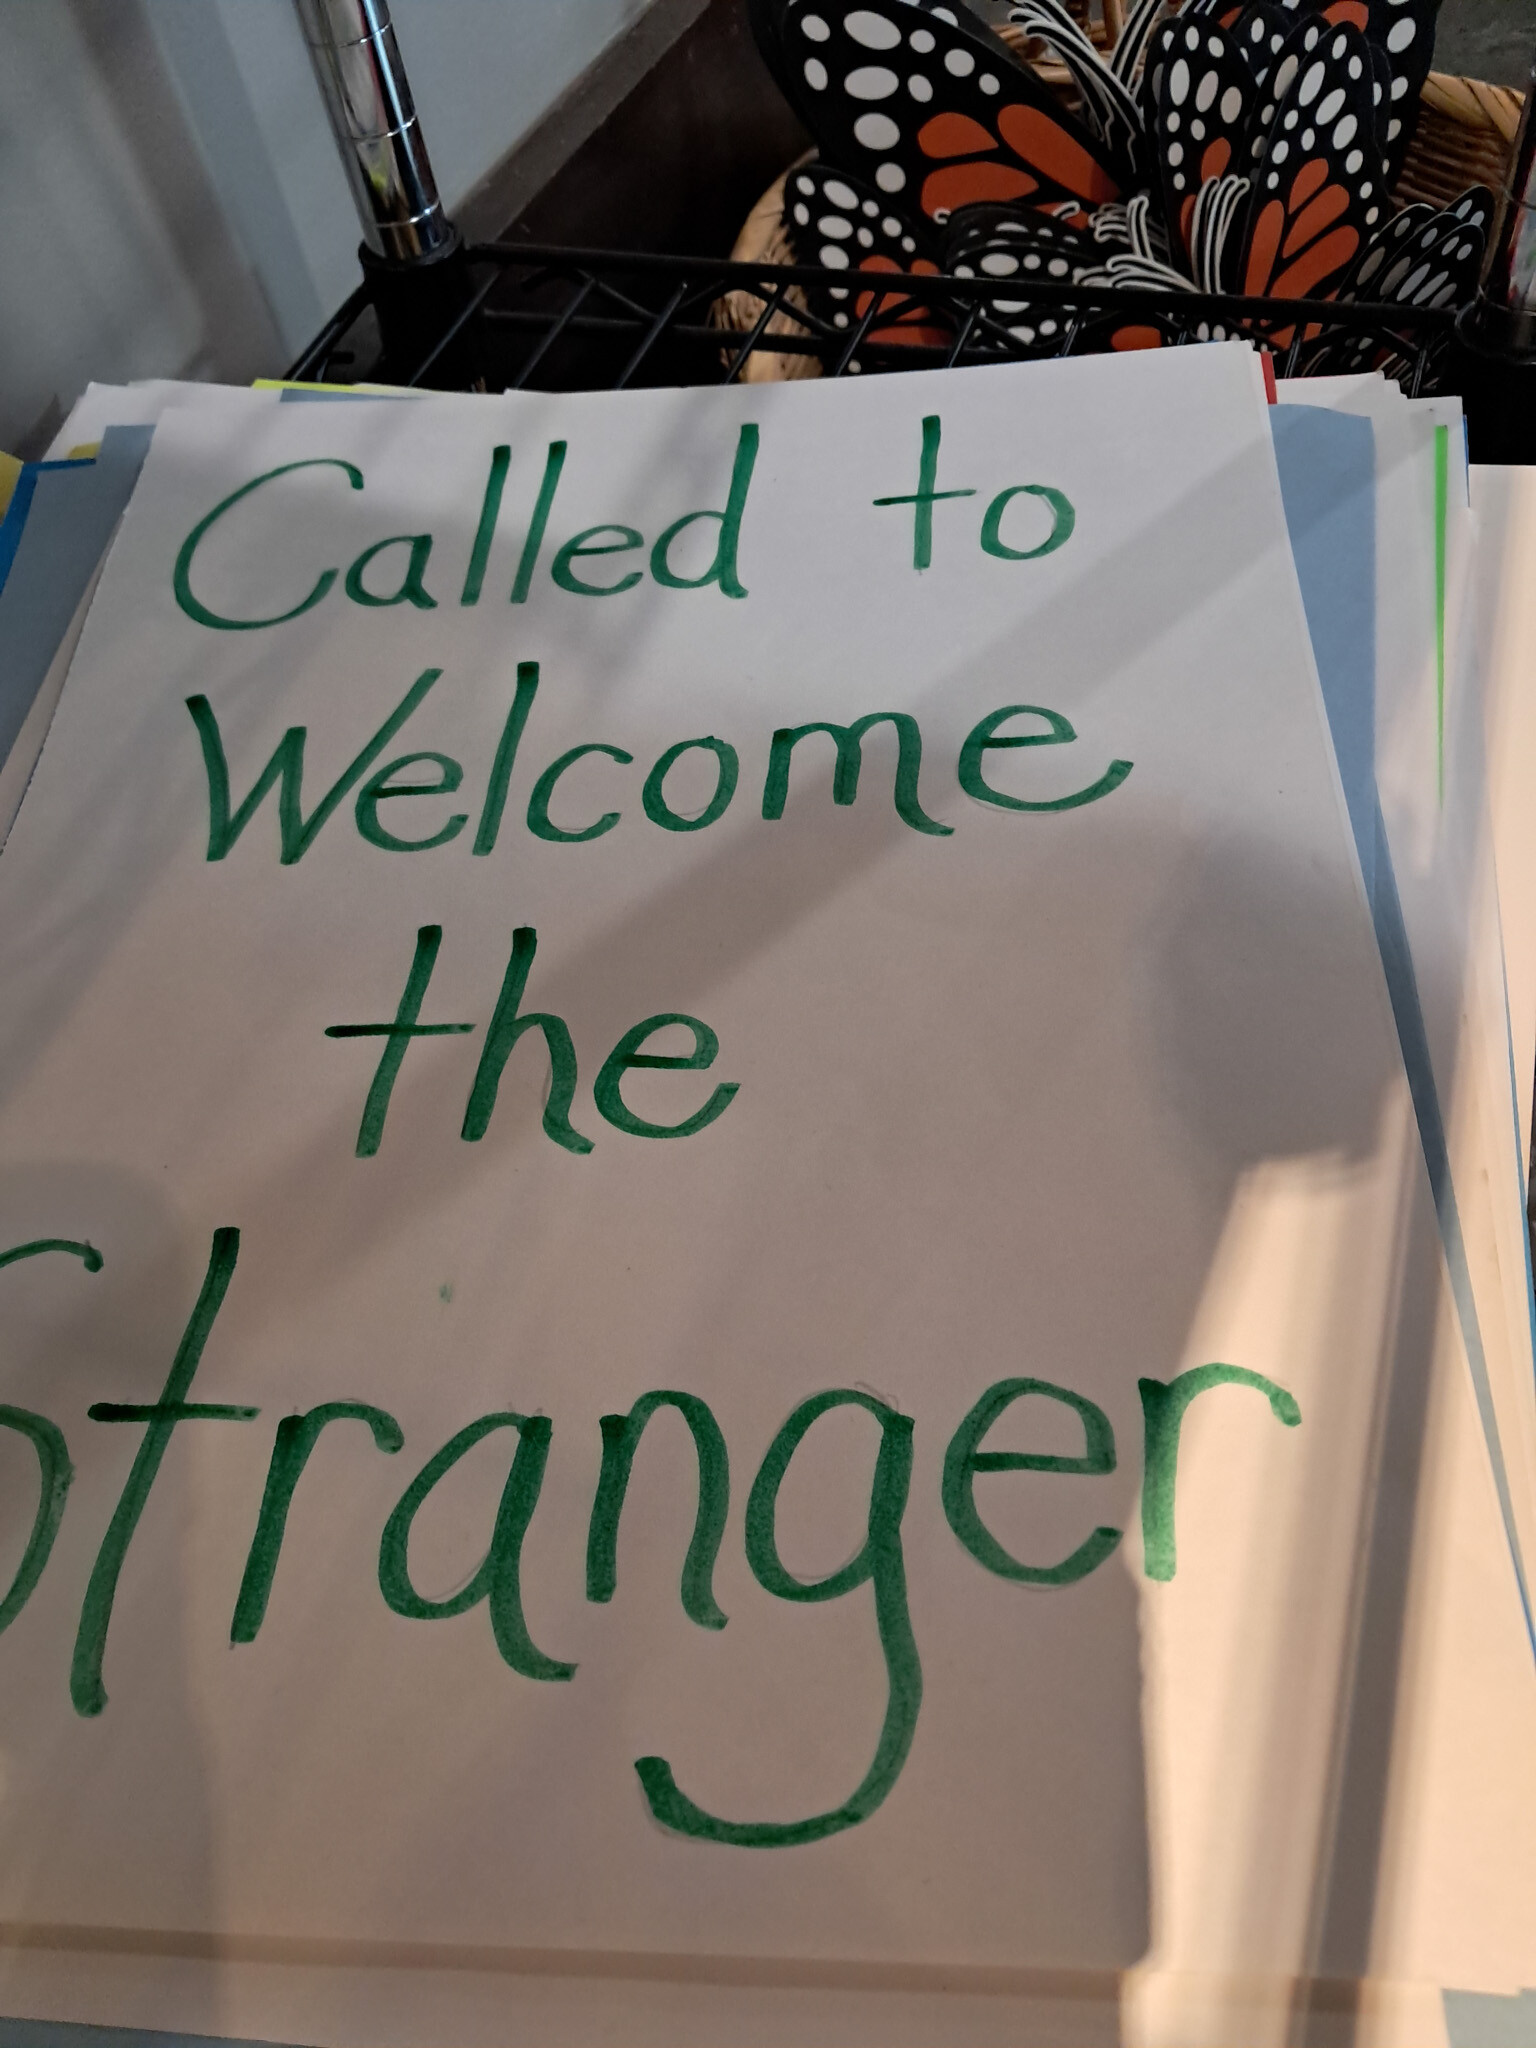 Called to
Welcome
the
Stranger